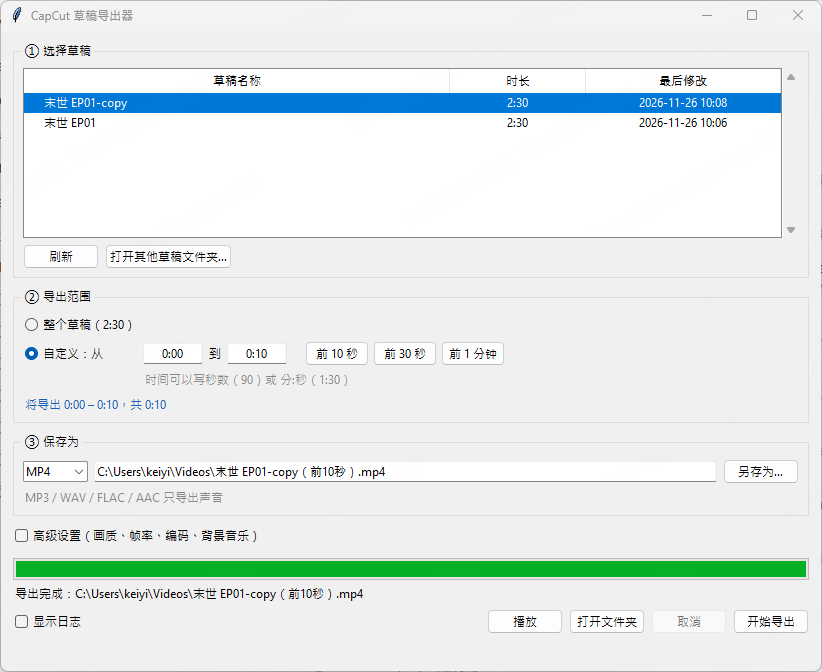 CapCut 草稿导出器
① 选择草稿
草稿名称 时长 最后修改
末世 EP01-copy 2:30 2026-11-26 10:08
末世 EP01 2:30 2026-11-26 10:06
刷新 打开其他草稿文件夹...
② 导出范围
整个草稿（2:30）
自定义：从 0:00 到 0:10 前 10 秒 前 30 秒 前 1 分钟
时间可以写秒数（90）或 分:秒（1:30）
将导出 0:00 – 0:10，共 0:10
③ 保存为
MP4 C:\Users\keiyi\Videos\末世 EP01-copy（前10秒）.mp4 另存为...
MP3 / WAV / FLAC / AAC 只导出声音
高级设置（画质、帧率、编码、背景音乐）
导出完成：C:\Users\keiyi\Videos\末世 EP01-copy（前10秒）.mp4
显示日志 播放 打开文件夹 取消 开始导出